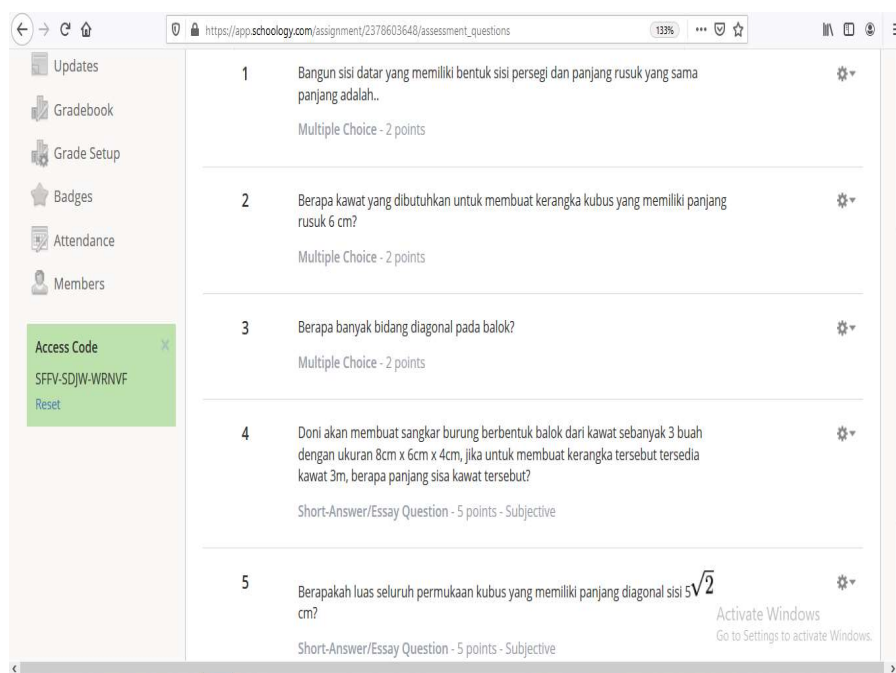 https://app.schoology.com/assignment/2378603648/assessment_questions
133%
Updates
Gradebook
Grade Setup
Badges
Attendance
Members
Access Code
SFFV-SDJW-WRNVF
Reset
1
Bangun sisi datar yang memiliki bentuk sisi persegi dan panjang rusuk yang sama
panjang adalah..
Multiple Choice - 2 points
2
Berapa kawat yang dibutuhkan untuk membuat kerangka kubus yang memiliki panjang
rusuk 6 cm?
Multiple Choice - 2 points
3
Berapa banyak bidang diagonal pada balok?
Multiple Choice - 2 points
4
Doni akan membuat sangkar burung berbentuk balok dari kawat sebanyak 3 buah
dengan ukuran 8cm x 6cm x 4cm, jika untuk membuat kerangka tersebut tersedia
kawat 3m, berapa panjang sisa kawat tersebut?
Short-Answer/Essay Question - 5 points - Subjective
5
Berapakah luas seluruh permukaan kubus yang memiliki panjang diagonal sisi 5√2
cm?
Short-Answer/Essay Question - 5 points - Subjective
Activate Windows
Go to Settings to activate Windows.